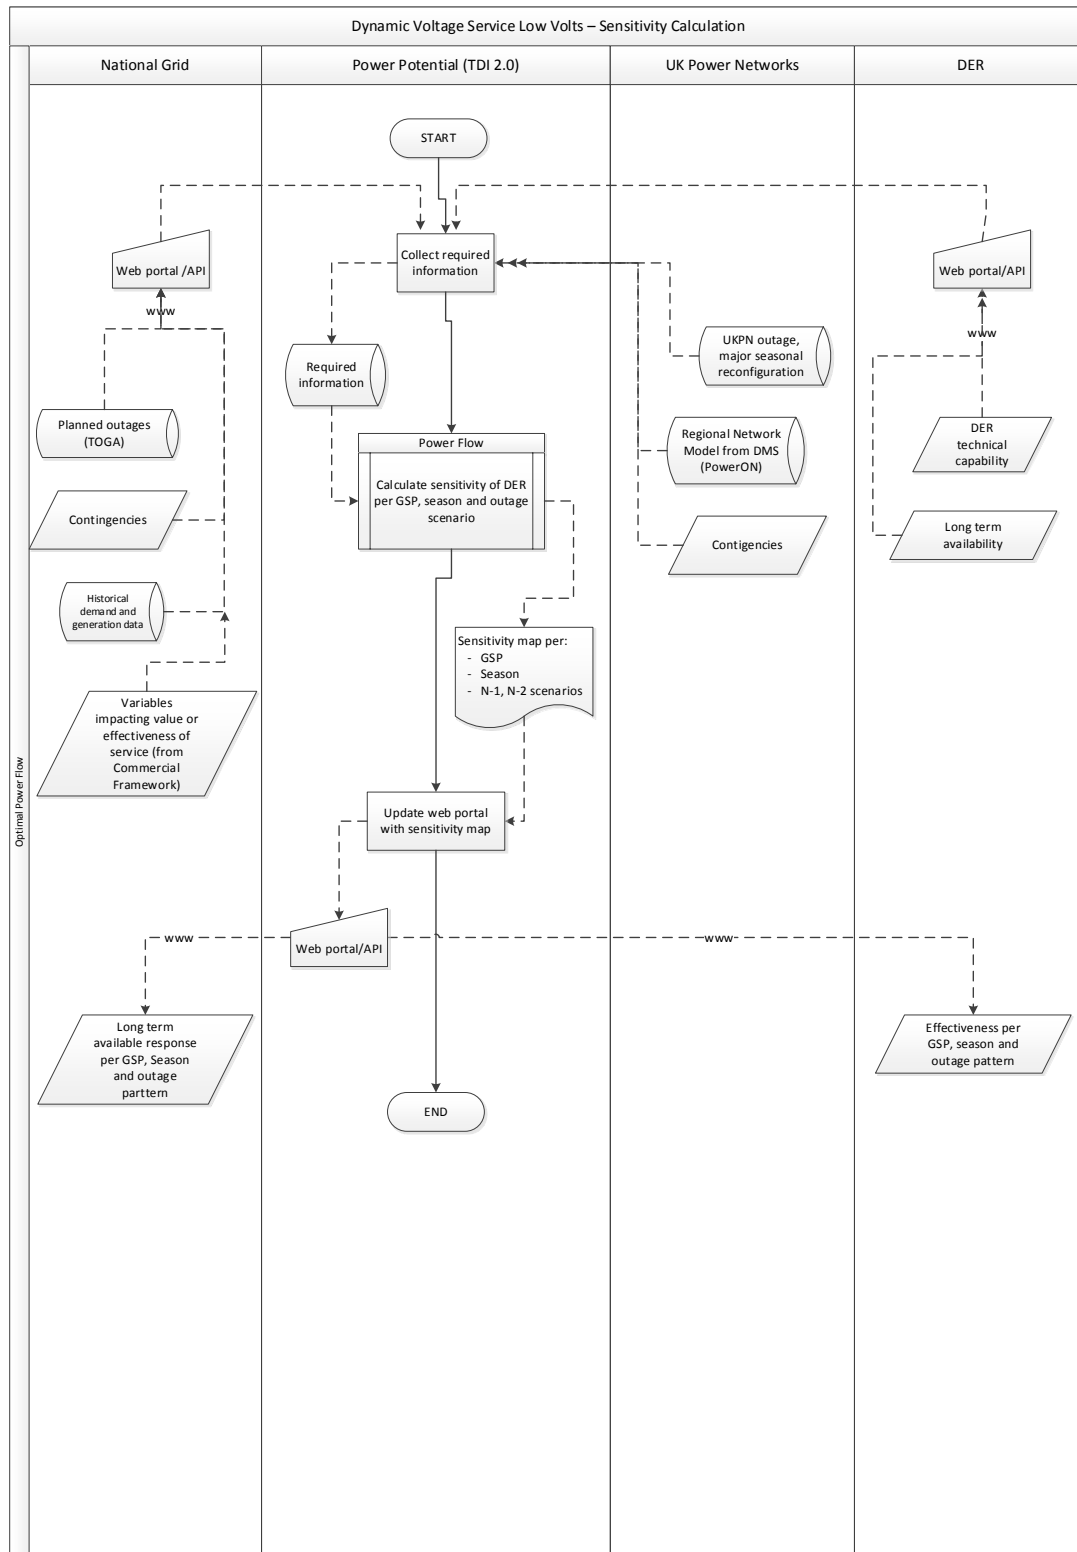 Dynamic Voltage Service Low Volts – Sensitivity Calculation
National Grid
Power Potential (TDI 2.0)
UK Power Networks
DER
START
Web portal /API
www
Collect required
information
Web portal/API
www
Required
information
UKPN outage,
major seasonal
reconfiguration
Planned outages
(TOGA)
Power Flow
Calculate sensitivity of DER
per GSP, season and outage
scenario
Regional Network
Model from DMS
(PowerON)
DER
technical
capability
Contingencies
Contigencies
Long term
availability
Historical
demand and
generation data
Sensitivity map per:
- GSP
- Season
- N-1, N-2 scenarios
Variables
impacting value or
effectiveness of
service (from
Commercial
Framework)
Optimal Power Flow
Update web portal
with sensitivity map
www
Web portal/API
www
Long term
available response
per GSP, Season
and outage
parttern
Effectiveness per
GSP, season and
outage pattern
END